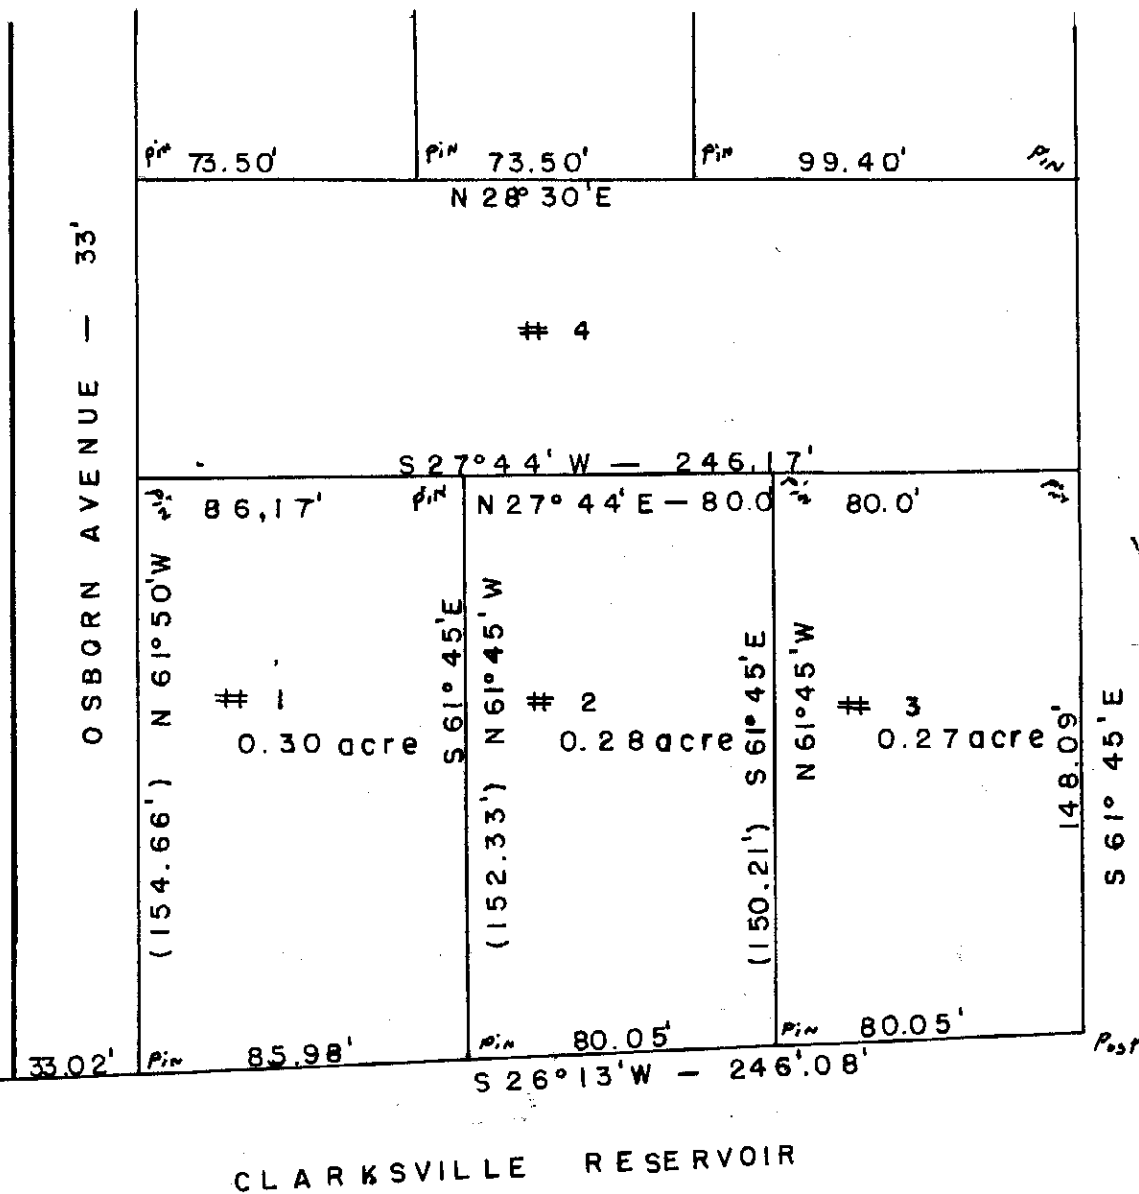 pin 73.50' pin 73.50' pin 99.40' pin
N 28° 30' E
OSBORN AVENUE — 33'
# 4
S 27° 44' W — 246.17'
pin 86.17' pin N 27° 44' E — 80.0 pin 80.0' pin
(154.66') N 61° 50' W
# 1
0.30 acre
S 61° 45' E
(152.33') N 61° 45' W
# 2
0.28 acre
(150.21') S 61° 45' E
N 61° 45' W
# 3
0.27 acre
148.09'
S 61° 45' E
33.02' pin 85.98' pin 80.05' pin 80.05' Post
S 26° 13' W — 246.08'
CLARKSVILLE RESERVOIR